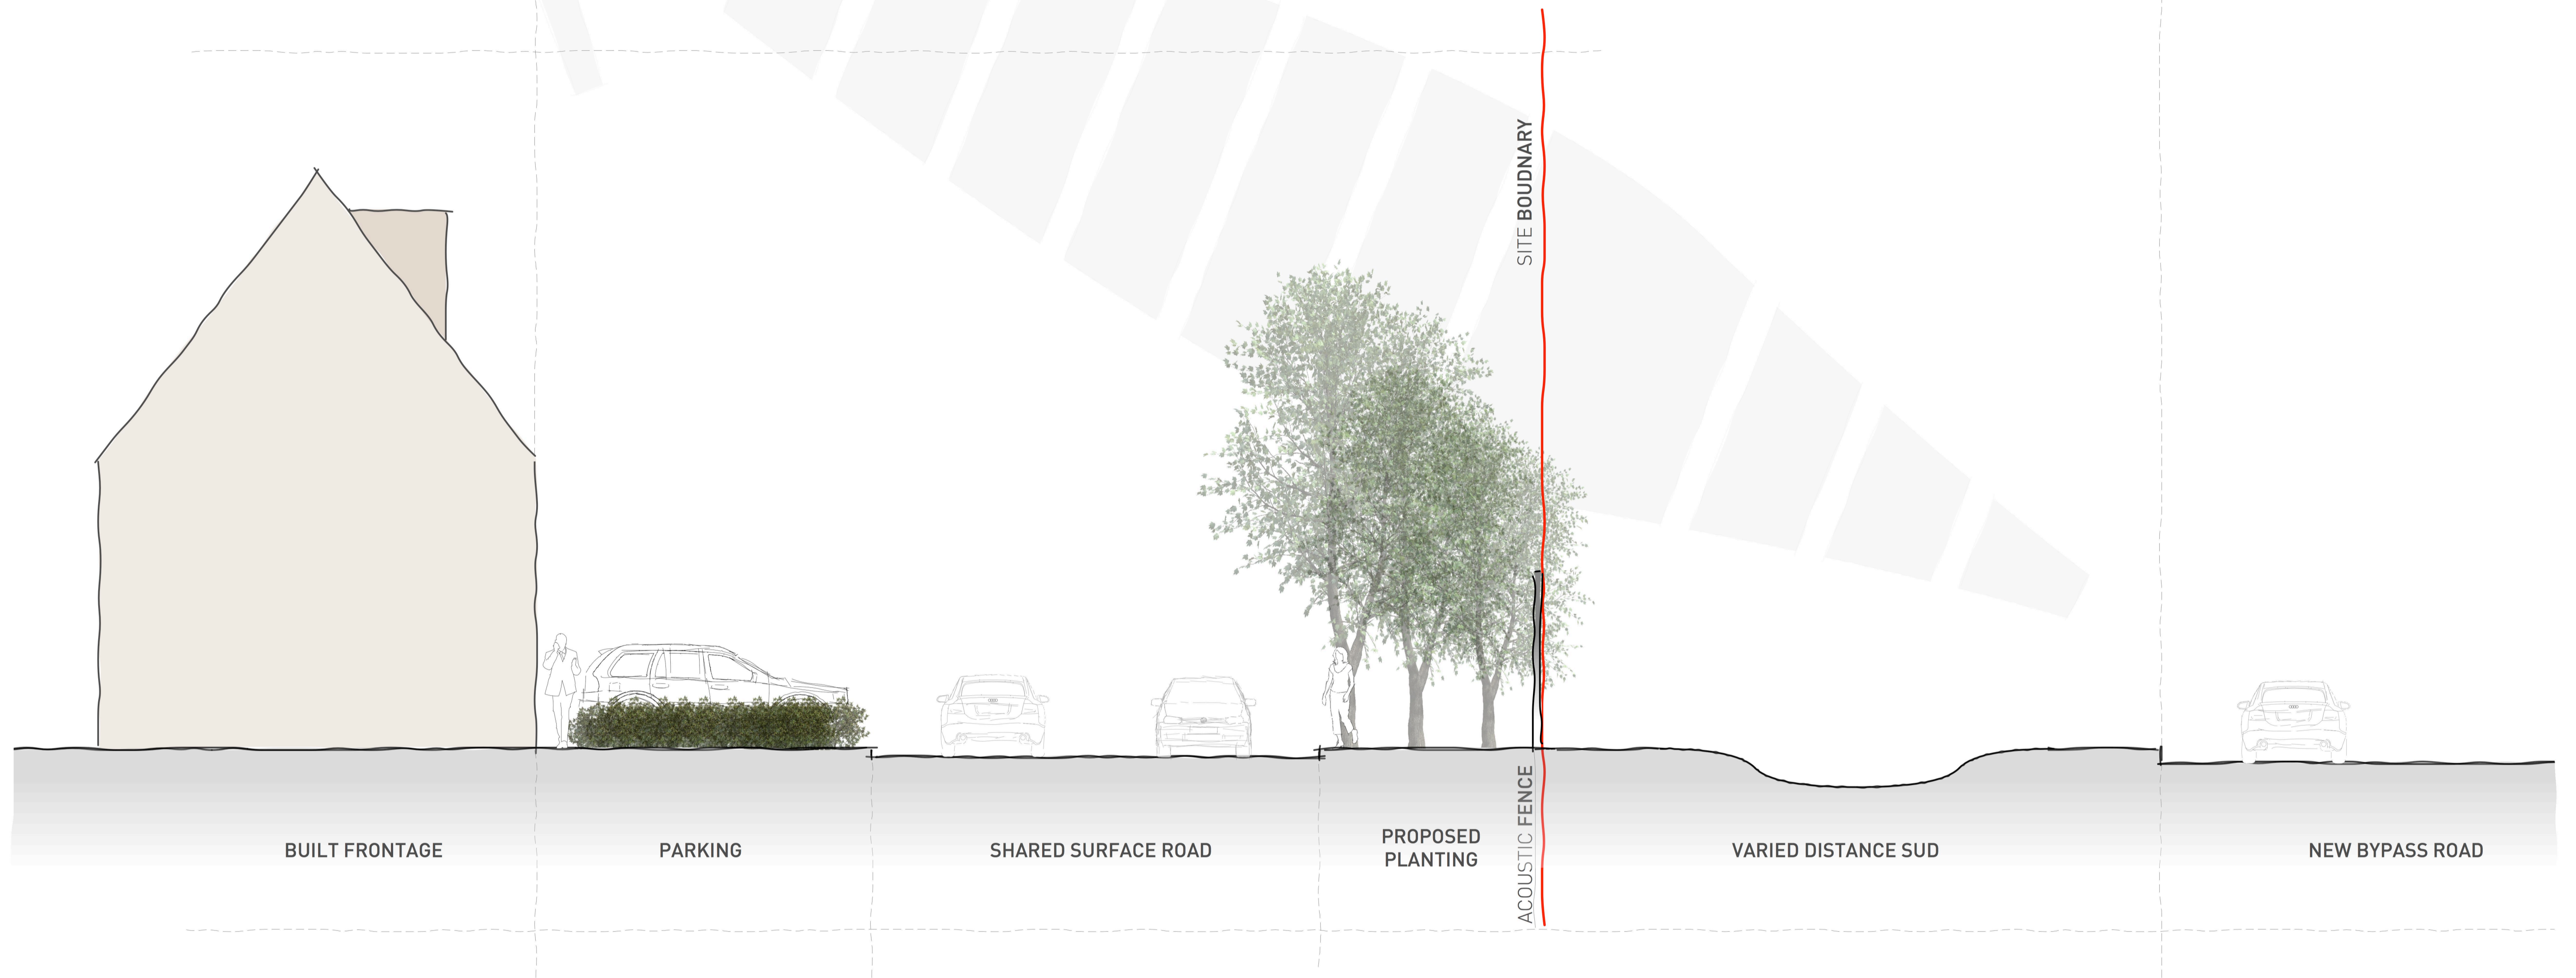 SITE BOUDNARY
BUILT FRONTAGE
PARKING
SHARED SURFACE ROAD
PROPOSED
PLANTING
ACOUSTIC FENCE
VARIED DISTANCE SUD
NEW BYPASS ROAD